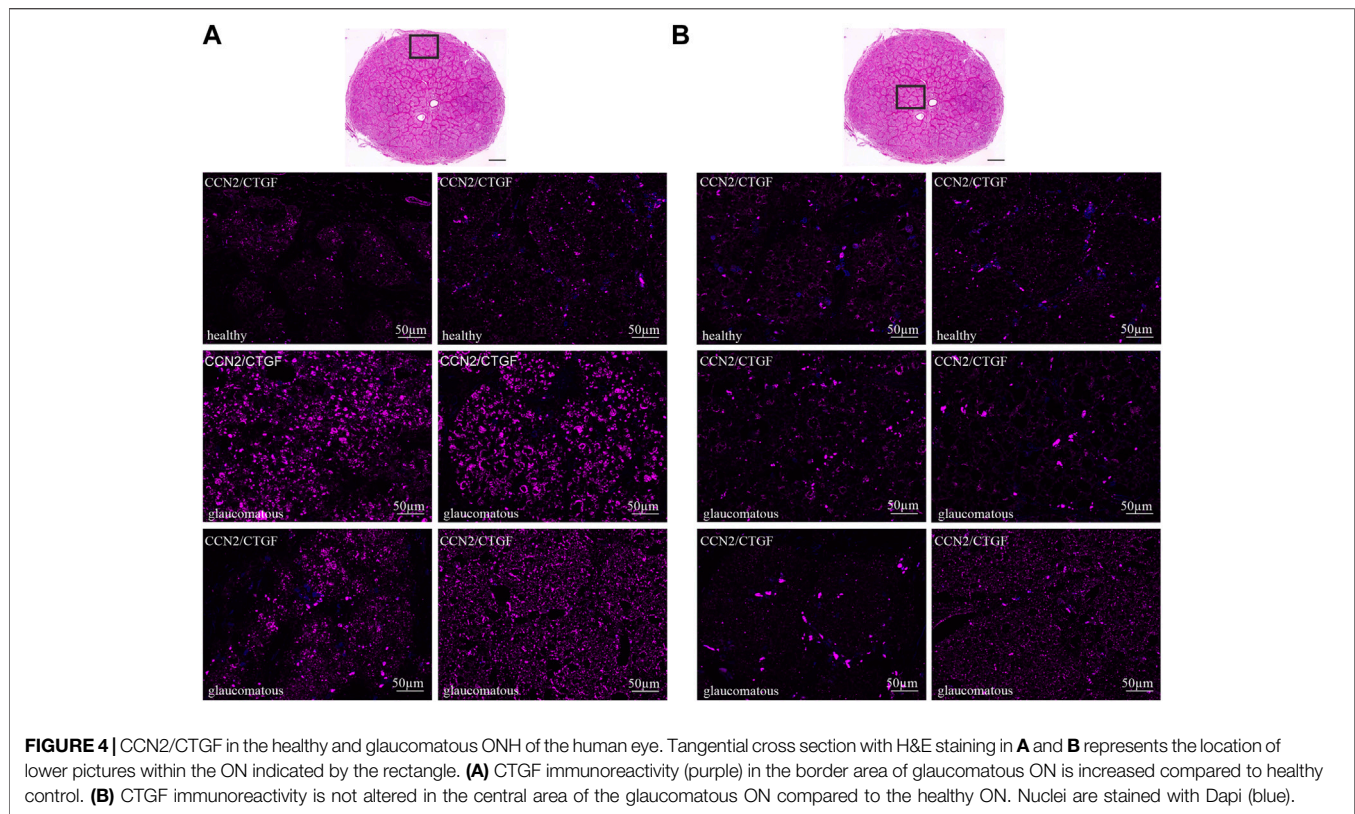 A B
CCN2/CTGF CCN2/CTGF CCN2/CTGF CCN2/CTGF
50µm 50µm 50µm 50µm
healthy healthy healthy healthy
CCN2/CTGF CCN2/CTGF CCN2/CTGF CCN2/CTGF
50µm 50µm 50µm 50µm
glaucomatous glaucomatous glaucomatous glaucomatous
CCN2/CTGF CCN2/CTGF CCN2/CTGF CCN2/CTGF
50µm 50µm 50µm 50µm
glaucomatous glaucomatous glaucomatous glaucomatous
FIGURE 4 | CCN2/CTGF in the healthy and glaucomatous ONH of the human eye. Tangential cross section with H&E staining in A and B represents the location of
lower pictures within the ON indicated by the rectangle. (A) CTGF immunoreactivity (purple) in the border area of glaucomatous ON is increased compared to healthy
control. (B) CTGF immunoreactivity is not altered in the central area of the glaucomatous ON compared to the healthy ON. Nuclei are stained with Dapi (blue).